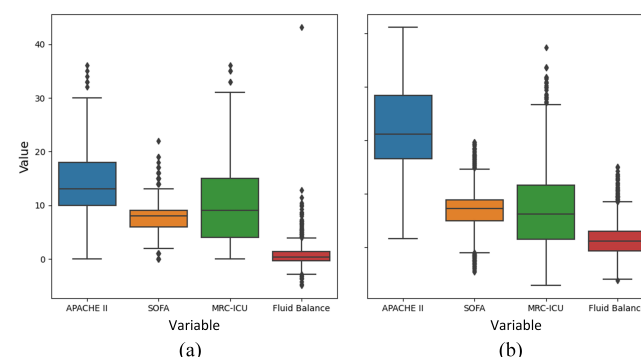 40
30
20
10
0
Value
APACHE II SOFA MRC-ICU Fluid Balance
Variable
(a)
APACHE II SOFA MRC-ICU Fluid Balance
Variable
(b)